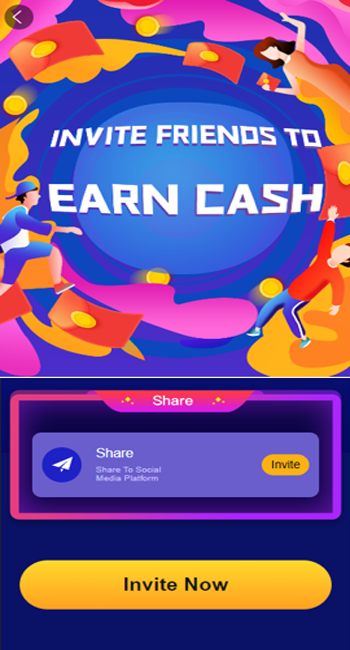 INVITE FRIENDS TO
EARN CASH
Share
Share
Share To Social
Media Platform
Invite
Invite Now